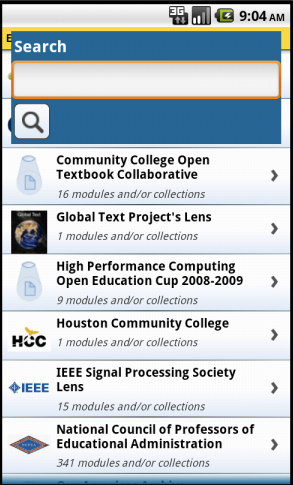 3G 9:04 AM
Search
Community College Open
Textbook Collaborative
16 modules and/or collections
Global Text
Global Text Project's Lens
1 modules and/or collections
High Performance Computing
Open Education Cup 2008-2009
9 modules and/or collections
HCC
Houston Community College
1 modules and/or collections
IEEE
IEEE Signal Processing Society
Lens
15 modules and/or collections
National Council of Professors of
Educational Administration
341 modules and/or collections